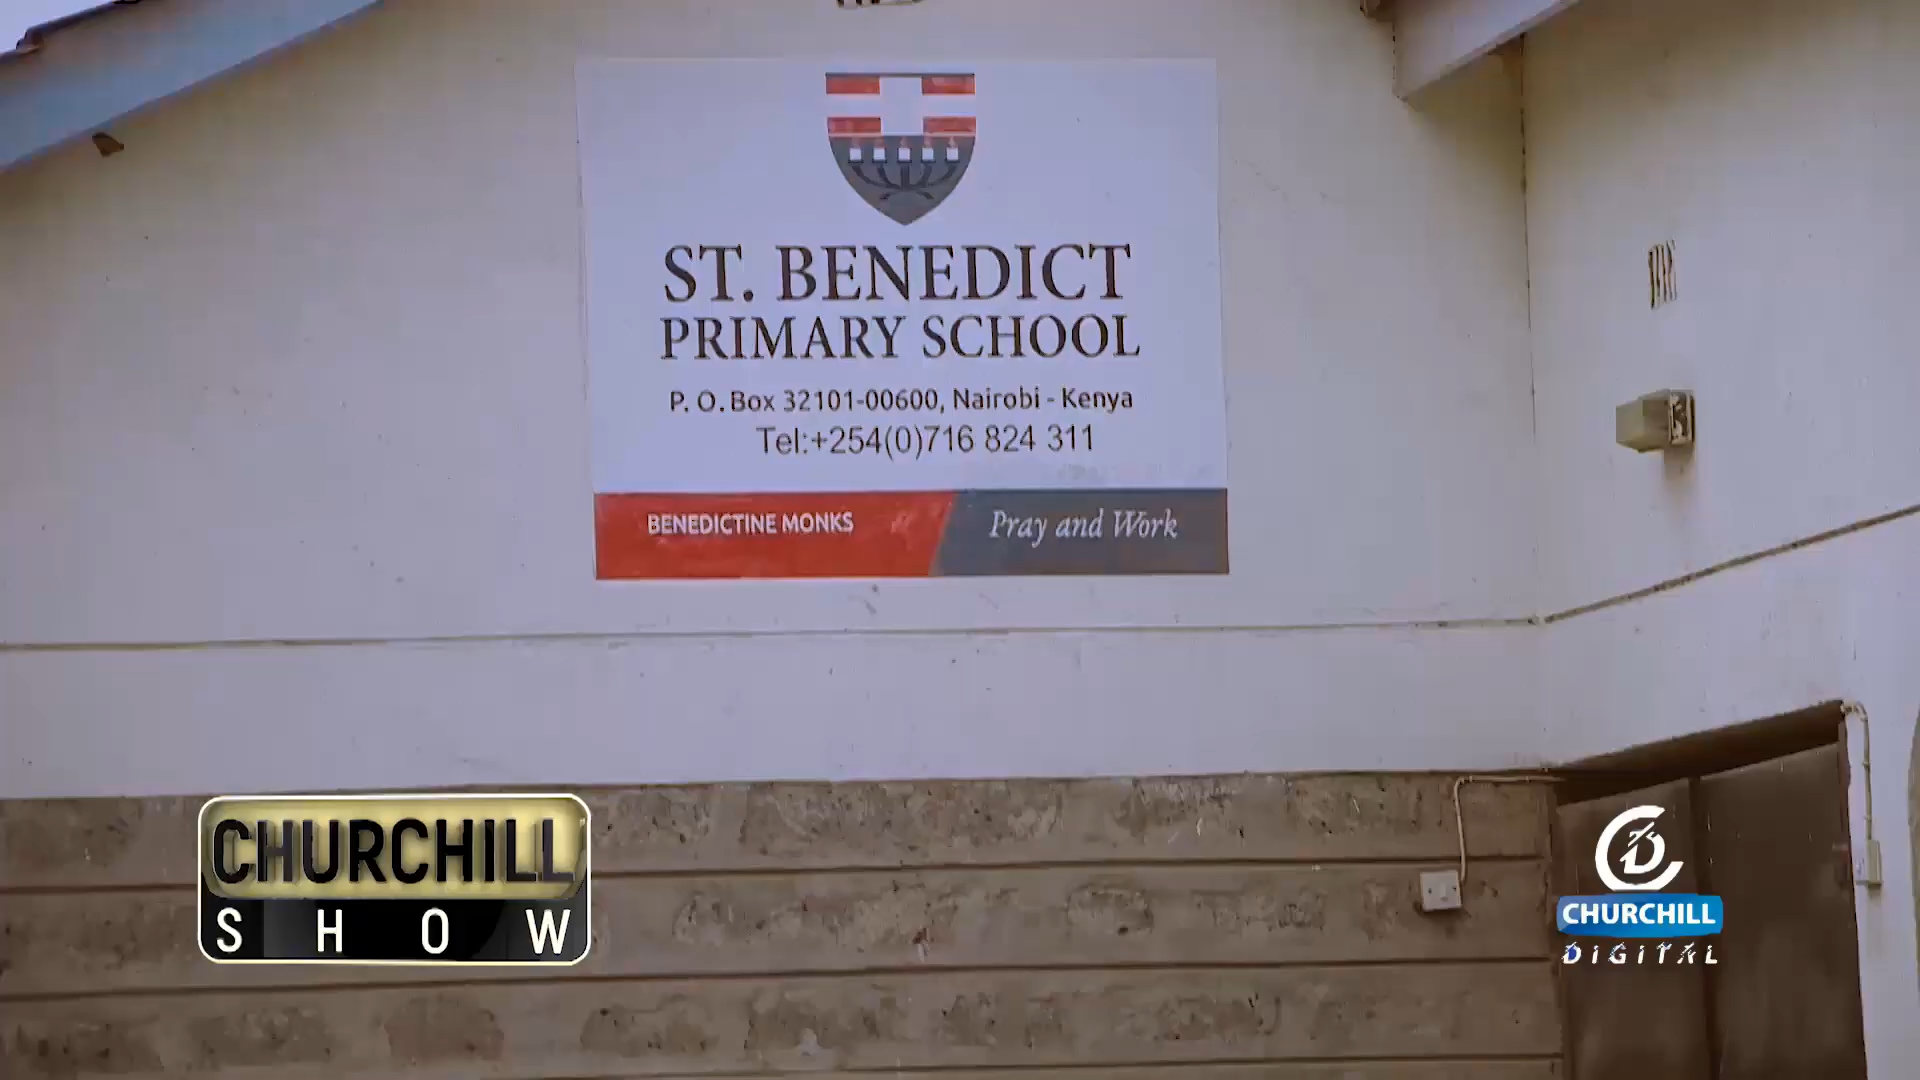 ST. BENEDICT
PRIMARY SCHOOL
P. O. Box 32101-00600, Nairobi - Kenya
Tel:+254(0)716 824 311
BENEDICTINE MONKS
Pray and Work
CHURCHILL
SHOW
CHURCHILL
DIGITAL